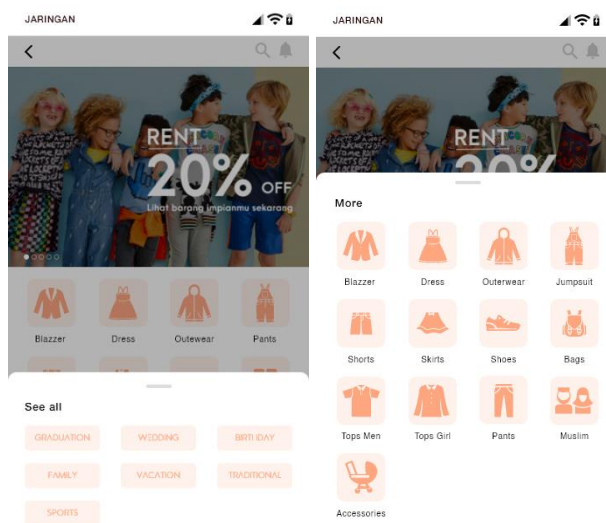 JARINGAN
RENT
20% OFF
Lihat barang impianmu sekarang
Blazzer Dress Outewear Pants
See all
GRADUATION WEDDING BIRTHDAY
FAMILY VACATION TRADITIONAL
SPORTS
JARINGAN
RENT
20%
More
Blazzer Dress Outerwear Jumpsuit
Shorts Skirts Shoes Bags
Tops Men Tops Girl Pants Muslim
Accessories